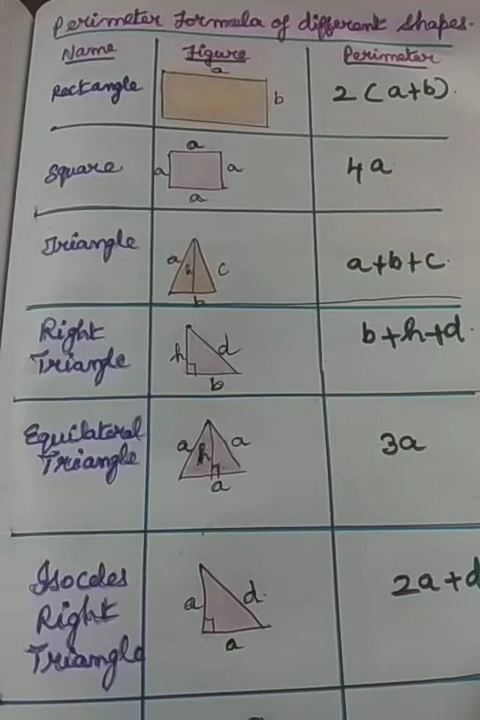 Perimeter Formula of different Shapes.
Name Figure Perimeter
Rectangle a b 2(a+b).
Square a a a a 4a
Triangle a h c b a+b+c
Right Triangle h d b b+h+d.
Equilateral Triangle a h a a 3a
Isoceles Right Triangle a d a 2a+d